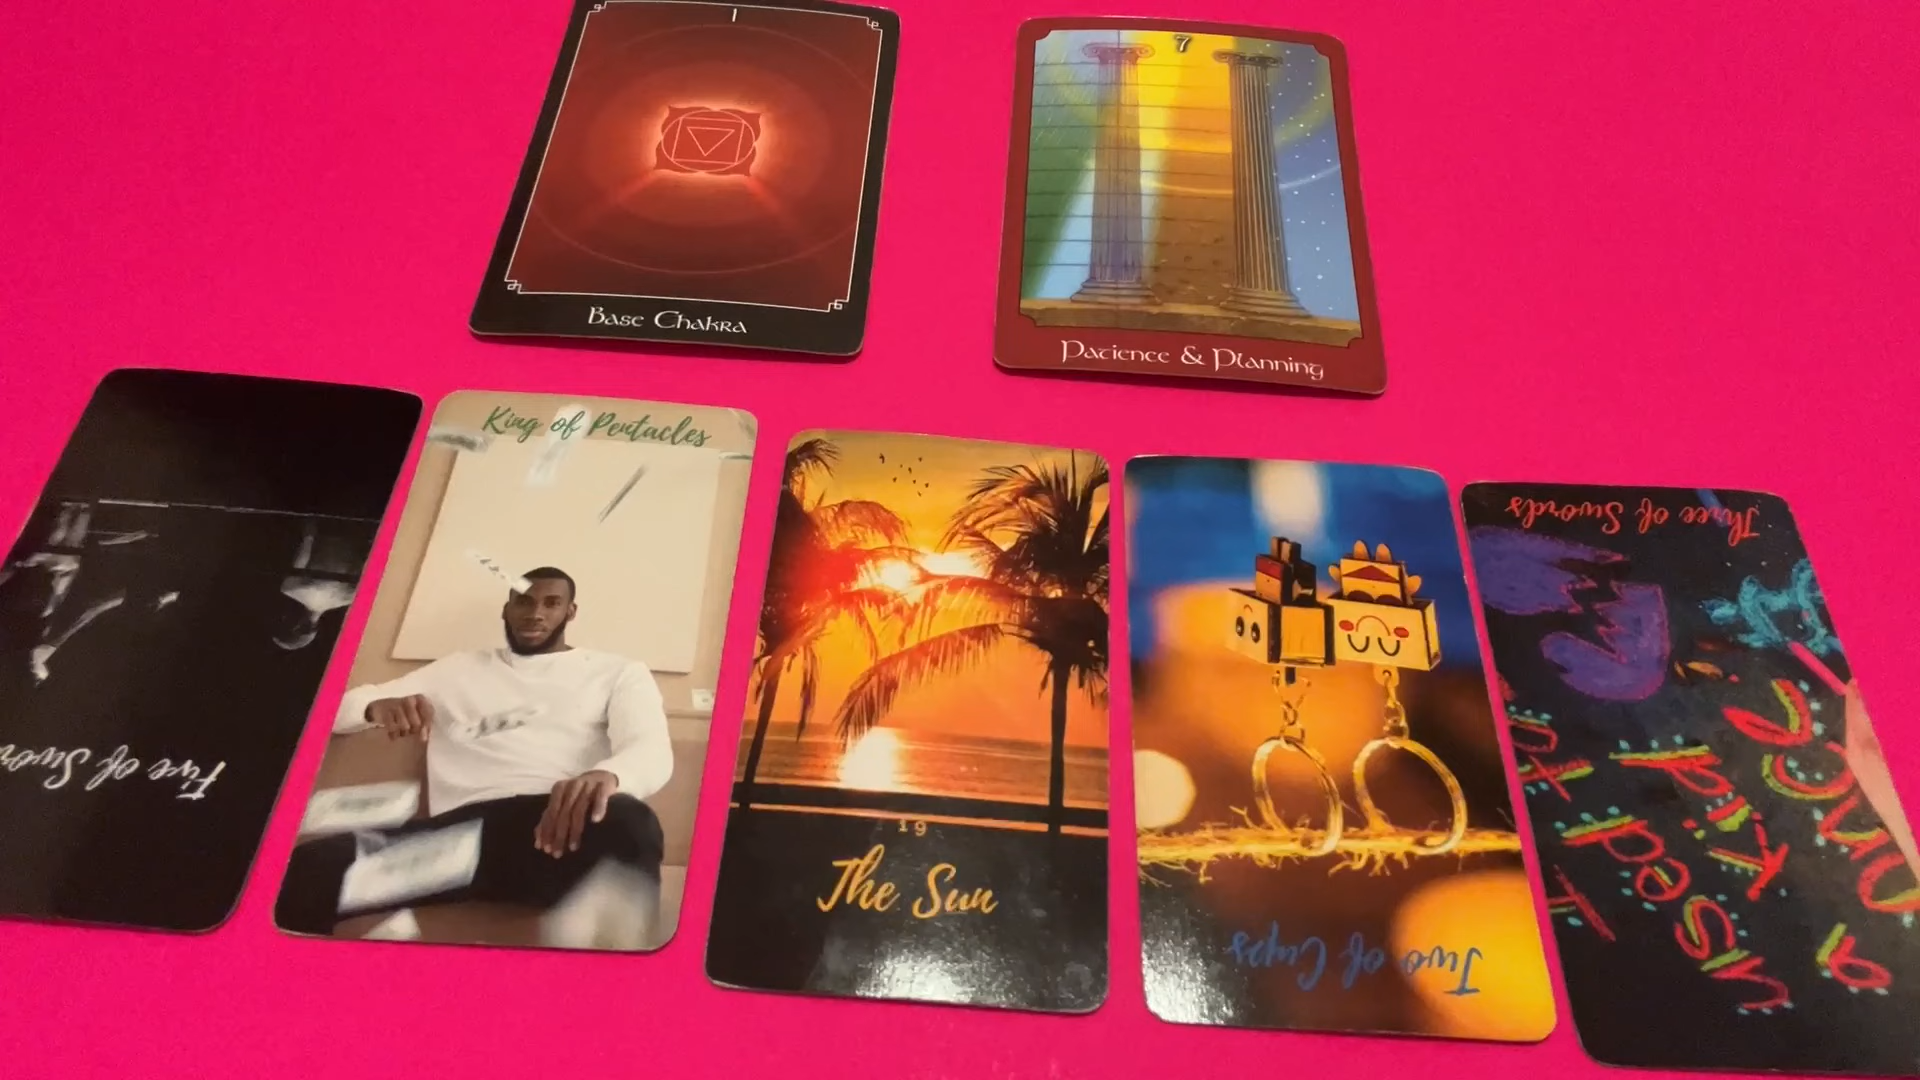 1
Base Chakra
7
Patience & Planning
Five of Swor
King of Pentacles
19
The Sun
Two of Cups
Three of Swords